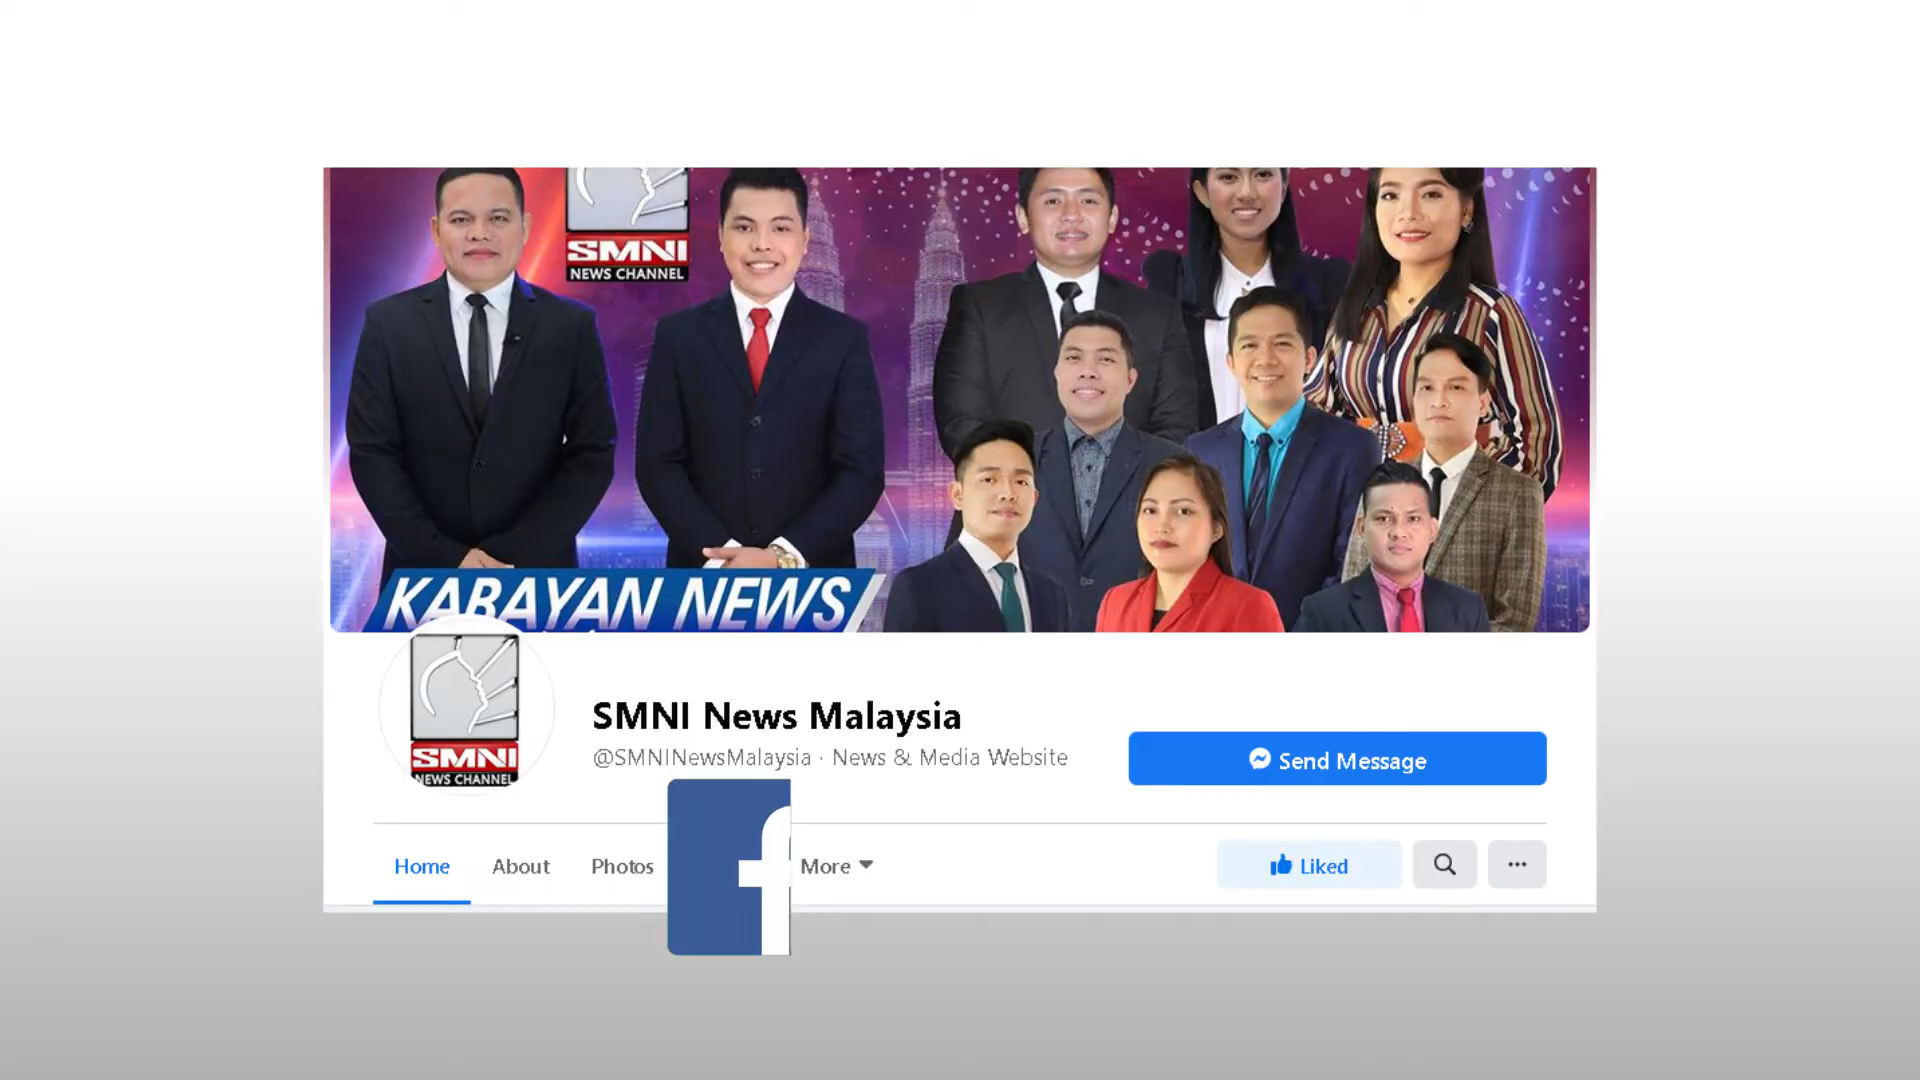 SMNI
NEWS CHANNEL
KABAYAN NEWS
SMNI
NEWS CHANNEL
SMNI News Malaysia
@SMNINewsMalaysia · News & Media Website
Send Message
Home About Photos More
Liked